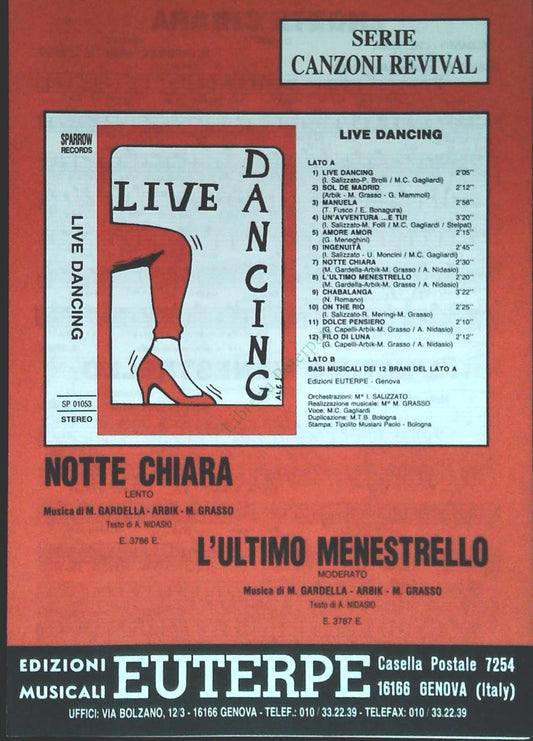 SERIE
CANZONI REVIVAL
SPARROW
RECORDS
LIVE DANCING
SP 01053
STEREO
LIVE
DANCING
ALGI
LIVE DANCING
LATO A
1) LIVE DANCING 2'05"
(I. Salizzato-P. Brolli / M.C. Gagliardi)
2) SOL DE MADRID 2'12"
(Arbik - M. Grasso - G. Mammoli)
3) MANUELA 2'56"
(T. Fusco / E. Bonagura)
4) UN'AVVENTURA ...E TU! 3'20"
(I. Salizzato-M. Folli / M.C. Gagliardi / Stelpat)
5) AMORE AMOR 2'15"
(G. Meneghini)
6) INGENUITÀ 2'45"
(I. Salizzato - U. Moncini / M.C. Gagliardi)
7) NOTTE CHIARA 2'30"
(M. Gardella-Arbik-M. Grasso / A. Nidasio)
8) L'ULTIMO MENESTRELLO 2'20"
(M. Gardella-Arbik-M. Grasso / A. Nidasio)
9) CHABALANGA 3'22"
(N. Romano)
10) ON THE RIO 2'25"
(I. Salizzato-R. Meringi-M. Grasso)
11) DOLCE PENSIERO 2'10"
(G. Capelli-Arbik-M. Grasso / A. Nidasio)
12) FILO DI LUNA 2'12"
(G. Capelli-Arbik-M. Grasso / A. Nidasio)
LATO B
BASI MUSICALI DEI 12 BRANI DEL LATO A
Edizioni EUTERPE - Genova
Orchestrazioni: Mº I. SALIZZATO
Realizzazione musicale: Mº M. GRASSO
Voce: M.C. Gagliardi
Duplicazione: M.T.B. Bologna
Stampa: Tipolito Musiani Paolo - Bologna
NOTTE CHIARA
LENTO
Musica di M. GARDELLA - ARBIK - M. GRASSO
Testo di A. NIDASIO
E. 3786 E.
L'ULTIMO MENESTRELLO
MODERATO
Musica di M. GARDELLA - ARBIK - M. GRASSO
Testo di A. NIDASIO
E. 3787 E.
EDIZIONI
MUSICALI
EUTERPE
Casella Postale 7254
16166 GENOVA (Italy)
UFFICI: VIA BOLZANO, 12/3 - 16166 GENOVA - TELEF.: 010 / 33.22.39 - TELEFAX: 010 / 33.22.39